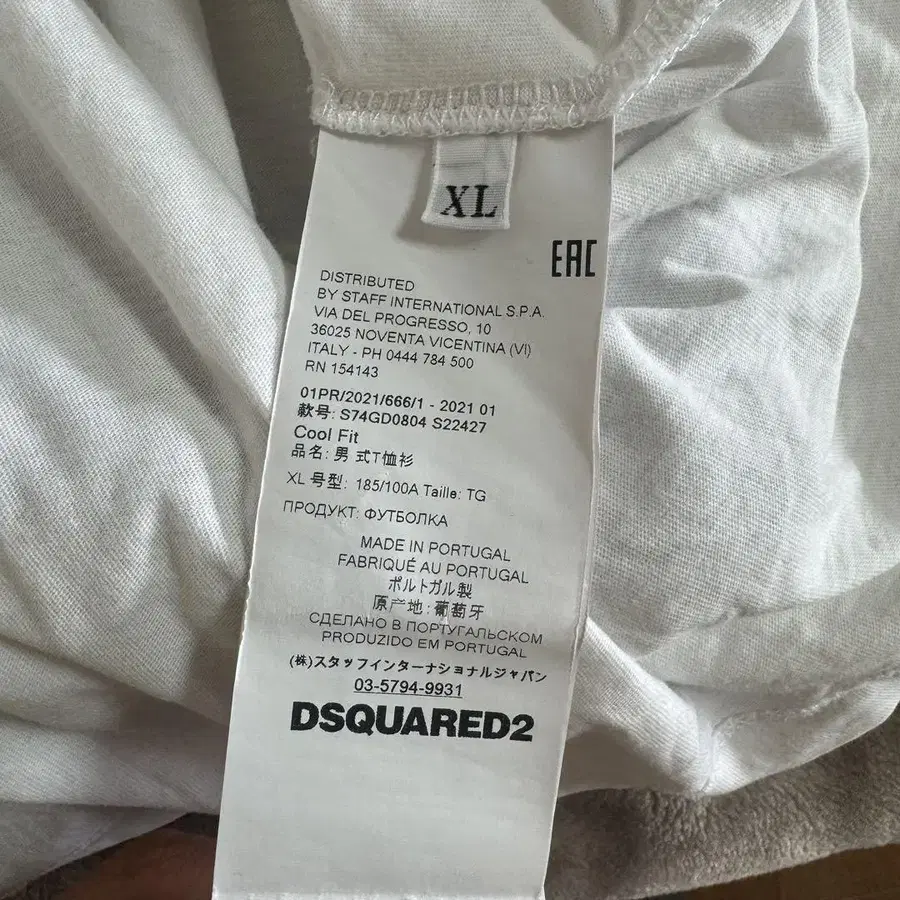 XL
EAC
DISTRIBUTED
BY STAFF INTERNATIONAL S.P.A.
VIA DEL PROGRESSO, 10
36025 NOVENTA VICENTINA (VI)
ITALY - PH 0444 784 500
RN 154143
01PR/2021/666/1 - 2021 01
款号: S74GD0804 S22427
Cool Fit
品名: 男 式T恤衫
XL 号型: 185/100A Taille: TG
ПРОДУКТ: ФУТБОЛКА
MADE IN PORTUGAL
FABRIQUÉ AU PORTUGAL
ポルトガル製
原产地: 葡萄牙
СДЕЛАНО В ПОРТУГАЛЬСКОМ
PRODUZIDO EM PORTUGAL
(株)スタッフインターナショナルジャパン
03-5794-9931
DSQUARED2